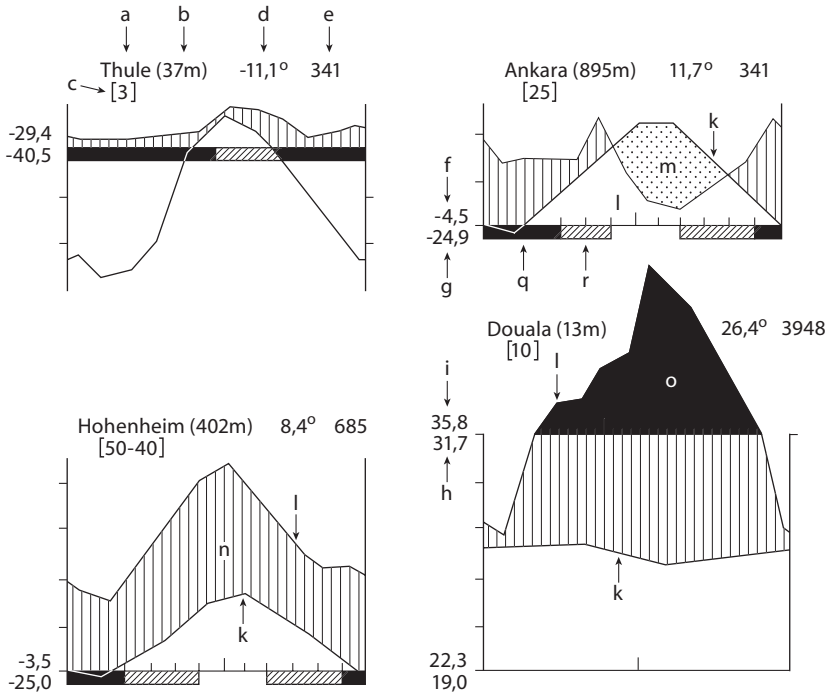 a b d e
Thule (37m) -11,1° 341
c [3]
-29,4
-40,5
Ankara (895m) 11,7° 341
[25]
k
m
l
f
-4,5
-24,9
g
q r
Douala (13m) 26,4° 3948
[10]
l
o
i
35,8
31,7
h
k
22,3
19,0
Hohenheim (402m) 8,4° 685
[50-40]
l
n
k
-3,5
-25,0